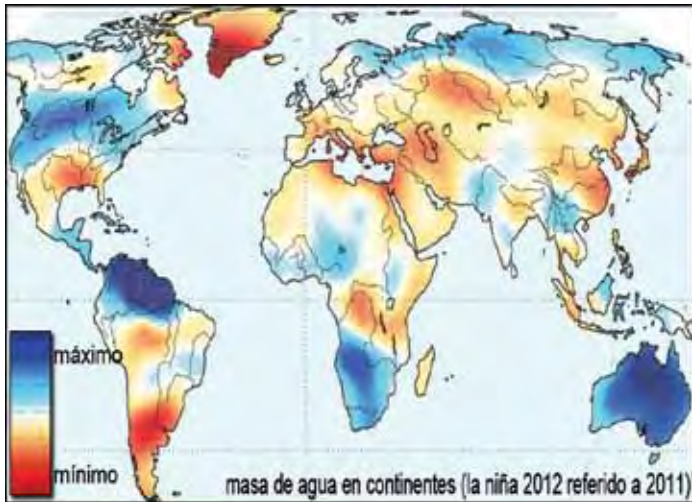 máximo
mínimo
masa de agua en continentes (la niña 2012 referido a 2011)